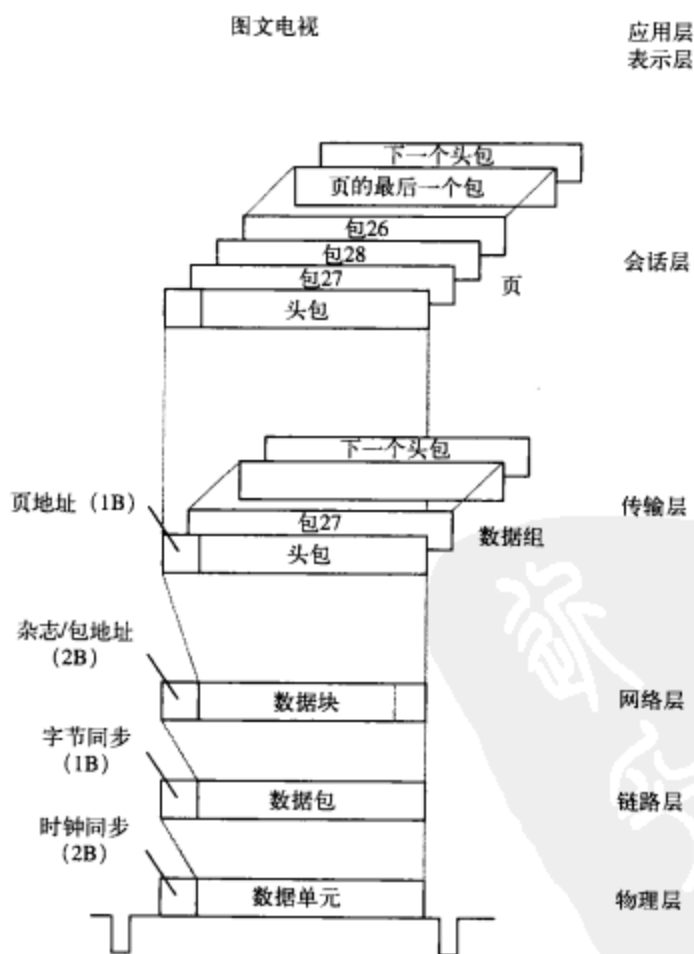 图文电视
应用层
表示层
下一个头包
页的最后一个包
包26
包28
包27
头包
页
会话层
下一个头包
包27
头包
页地址（1B）
数据组
传输层
杂志/包地址
（2B）
数据块
网络层
字节同步
（1B）
数据包
链路层
时钟同步
（2B）
数据单元
物理层